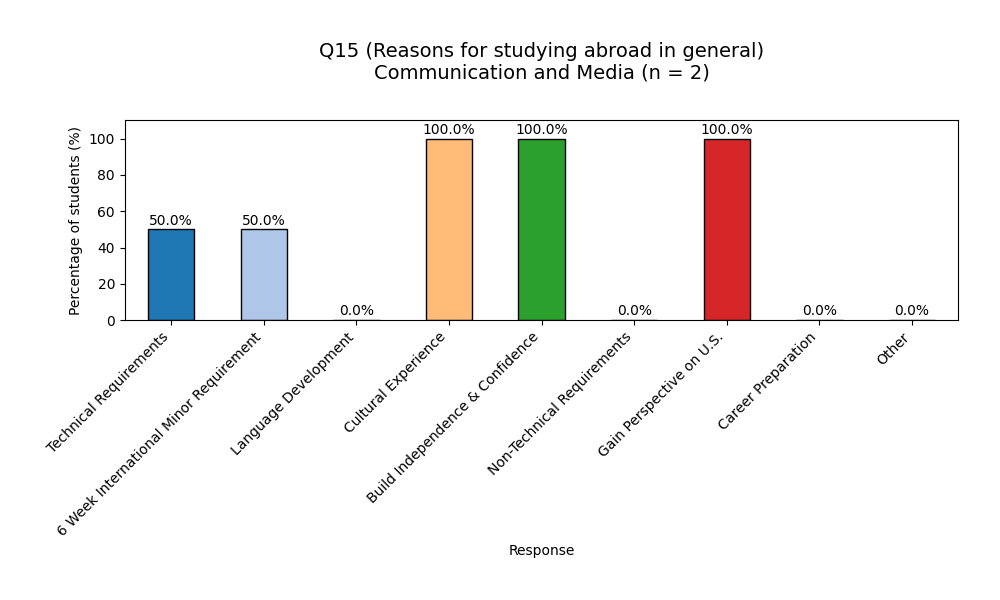 Q15 (Reasons for studying abroad in general)
Communication and Media (n = 2)
Percentage of students (%)
100
80
60
40
20
0
50.0%
50.0%
0.0%
100.0%
100.0%
0.0%
100.0%
0.0%
0.0%
Technical Requirements
6 Week International Minor Requirement
Language Development
Cultural Experience
Build Independence & Confidence
Non-Technical Requirements
Gain Perspective on U.S.
Career Preparation
Other
Response